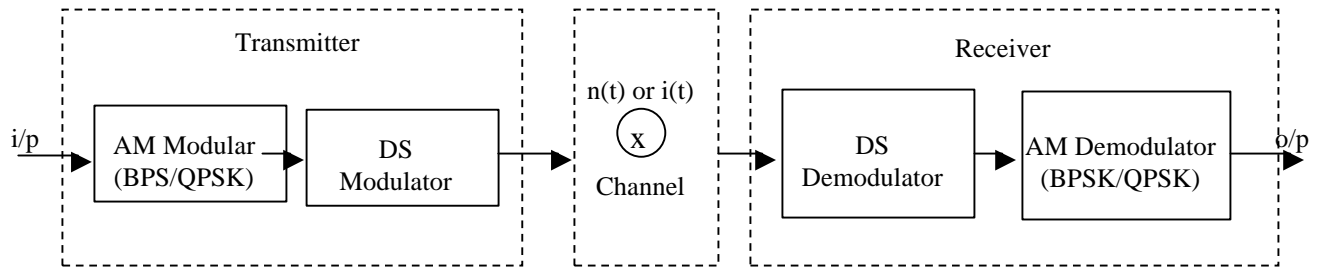 Transmitter
i/p
AM Modular
(BPS/QPSK)
DS
Modulator
n(t) or i(t)
x
Channel
Receiver
DS
Demodulator
AM Demodulator
(BPSK/QPSK)
o/p